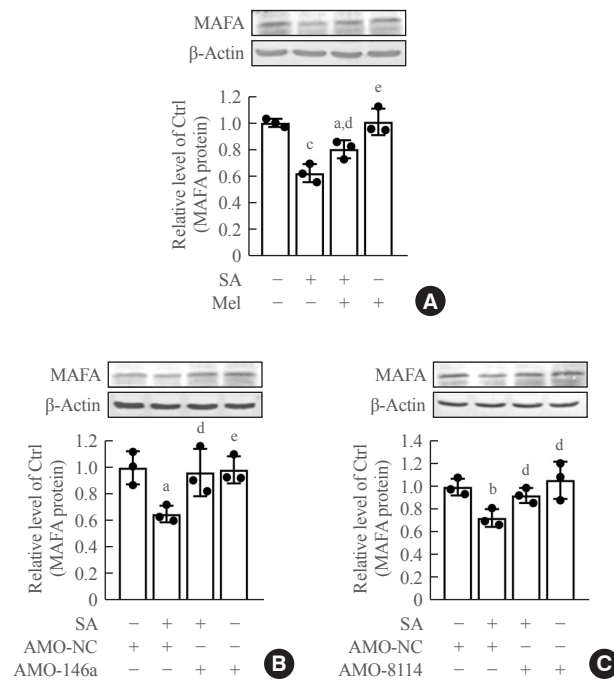 MAFA
β-Actin
Relative level of Ctrl
(MAFA protein)
1.2
1.0
0.8
0.6
0.4
0.2
0
c
a,d
e
SA – + + –
Mel – – + +
A
MAFA
β-Actin
Relative level of Ctrl
(MAFA protein)
1.2
1.0
0.8
0.6
0.4
0.2
0
a
d
e
SA – + + –
AMO-NC + + – –
AMO-146a – – + +
B
MAFA
β-Actin
Relative level of Ctrl
(MAFA protein)
1.4
1.2
1.0
0.8
0.6
0.4
0.2
0
b
d
d
SA – + + –
AMO-NC + + – –
AMO-8114 – – + +
C